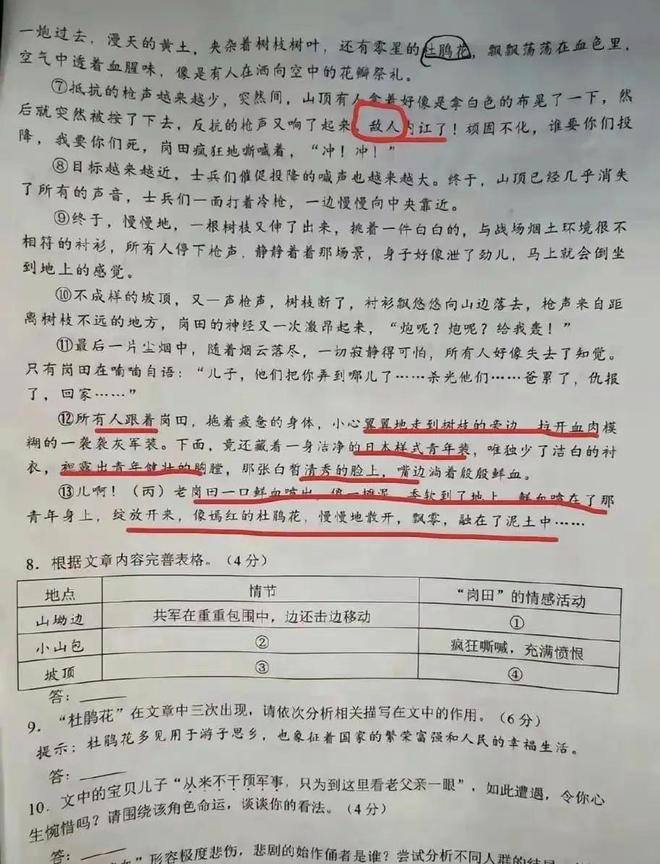 一炮过去，漫天的黄土，夹杂着树枝树叶，还有零星的杜鹃花，飘飘荡荡在血色里，
空气中连着血腥味，像是有人在洒向空中的花瓣祭礼。
⑦抵抗的枪声越来越少，突然间，山顶有人拿着好像是拿白色的布晃了一下，然
后就突然被按了下去，反抗的枪声又响了起来，敌人内讧了！顽固不化，谁要你们投
降，我要你们死，岗田疯狂地嘶喊着，“冲！冲！”
⑧目标越来越近，士兵们催促投降的喊声也越来越大。终于，山顶已经几乎消失
了所有的声音，士兵们一面打着冷枪，一边慢慢向中央靠近。
⑨终于，慢慢地，一根树枝又伸了出来，挑着一件白白的，与战场烟土环境很不
相符的衬衫，所有人停下枪声，静静看着那场景，身子好像泄了劲儿，马上就会倒坐
到地上的感觉。
⑩不成样的坡顶，又一声枪声，树枝断了，衬衫飘悠悠向山边落去，枪声来自距
离树枝不远的地方，岗田的神经又一次激昂起来，“炮呢？炮呢？给我轰！”
⑪最后一片尘烟中，随着烟云落尽，一切寂静得可怕，所有人好像失去了知觉。
只有岗田在喃喃自语：“儿子，他们把你弄到哪儿了……杀光他们……爸累了，仇报
了，回家……”
⑫所有人跟着岗田，拖着疲惫的身体，小心翼翼地走到树枝的旁边，拉开血肉模
糊的一袭袭灰军装。下面，竟还藏着一身洁净的日本样式青年装，唯独少了洁白的衬
衣，袒露出青年健壮的胸膛，那张白皙清秀的脸上，嘴边淌着殷殷鲜血。
⑬儿啊！（丙）老岗田一口鲜血喷出，像一摊泥，委软到了地上，鲜血喷在了那
青年身上，绽放开来，像嫣红的杜鹃花，慢慢地散开，飘零，融在了泥土中……
8．根据文章内容完善表格。（4 分）
地点 情节 “岗田”的情感活动
山坳边 共军在重重包围中，边还击边移动 ①
小山包 ② 疯狂嘶喊，充满愤恨
坡顶 ③ ④
答：
9．“杜鹃花”在文章中三次出现，请依次分析相关描写在文中的作用。（6 分）
提示：杜鹃花多见用于游子思乡，也象征着国家的繁荣富强和人民的幸福生活。
答：
10．文中的宝贝儿子“从来不干预军事，只为到这里看老父亲一眼”，如此遭遇，令你心
生惋惜吗？请围绕该角色命运，谈谈你的看法。（4 分）
答：
”形容极度悲伤，悲剧的始作俑者是谁？尝试分析不同人群的结局